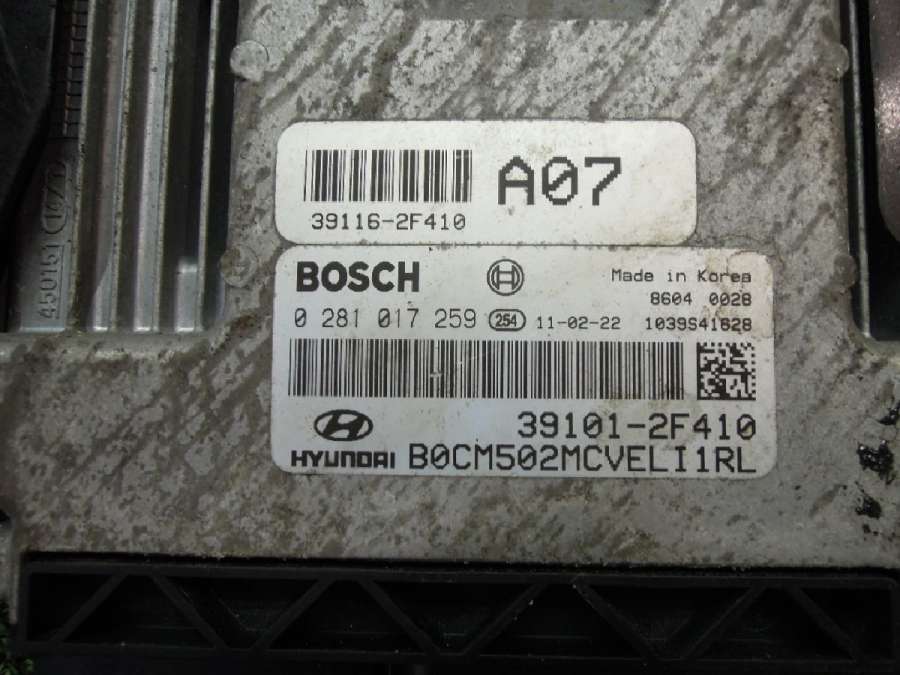 A07
39116-2F410
BOSCH
Made in Korea
8604 0028
0 281 017 259 254 11-02-22 1039S41628
39101-2F410
HYUNDAI B0CM502MCVELI1RL